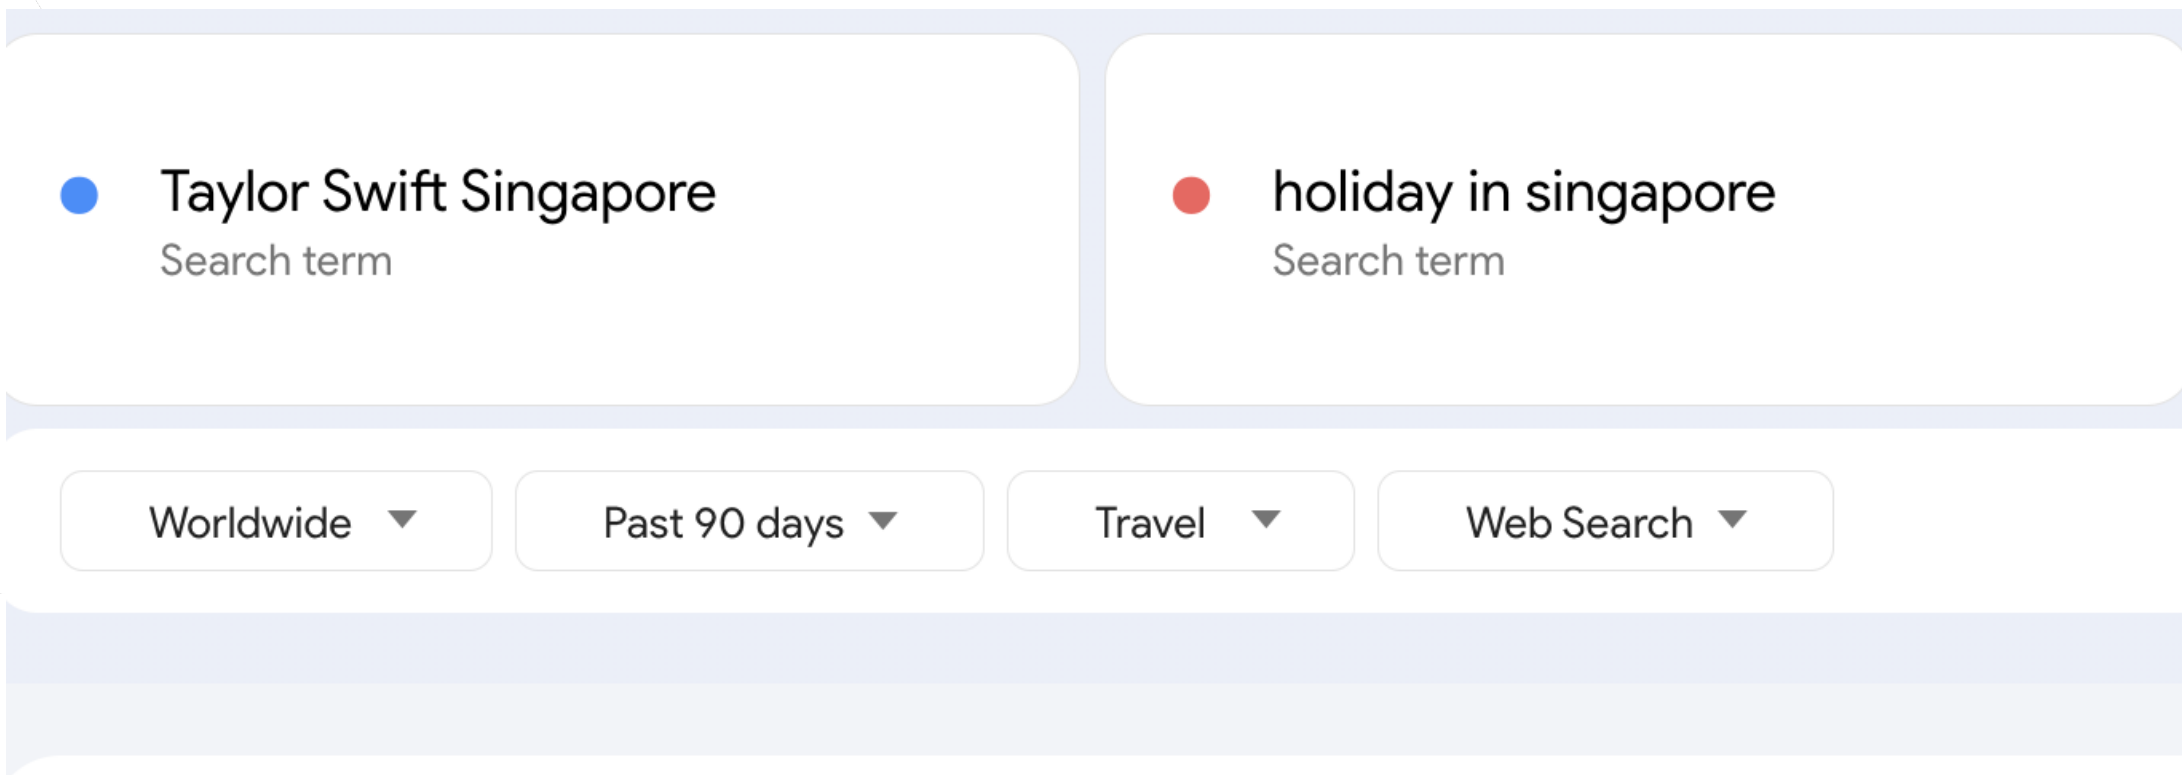 Taylor Swift Singapore
Search term
holiday in singapore
Search term
Worldwide
Past 90 days
Travel
Web Search